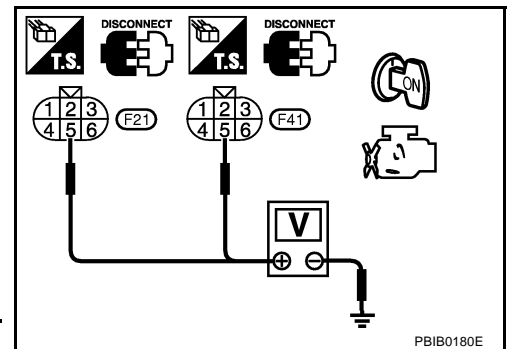 DISCONNECT DISCONNECT
T.S. T.S.
ON
1 2 3 1 2 3
4 5 6 F21 4 5 6 F41
V
+ −
PBIB0180E